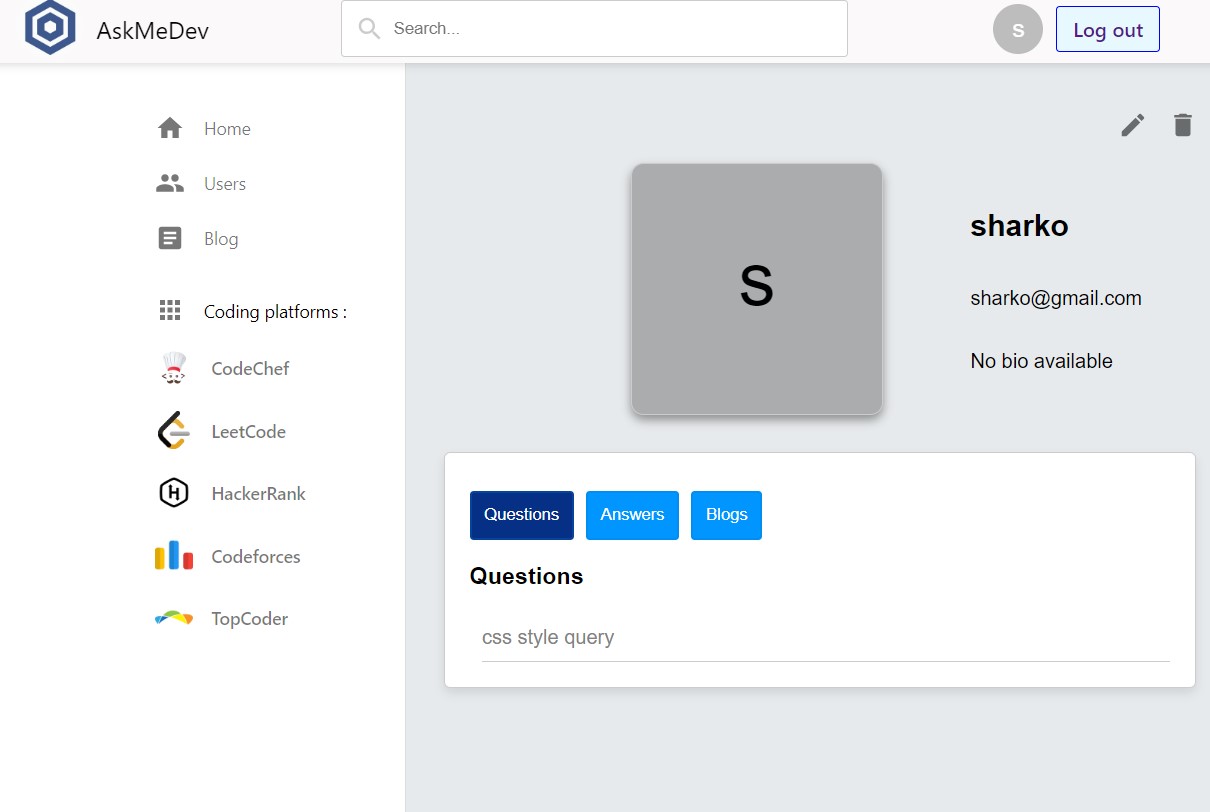 AskMeDev
Search...
S
Log out
Home
Users
Blog
Coding platforms :
CodeChef
LeetCode
HackerRank
Codeforces
TopCoder
S
sharko
sharko@gmail.com
No bio available
Questions
Answers
Blogs
Questions
css style query